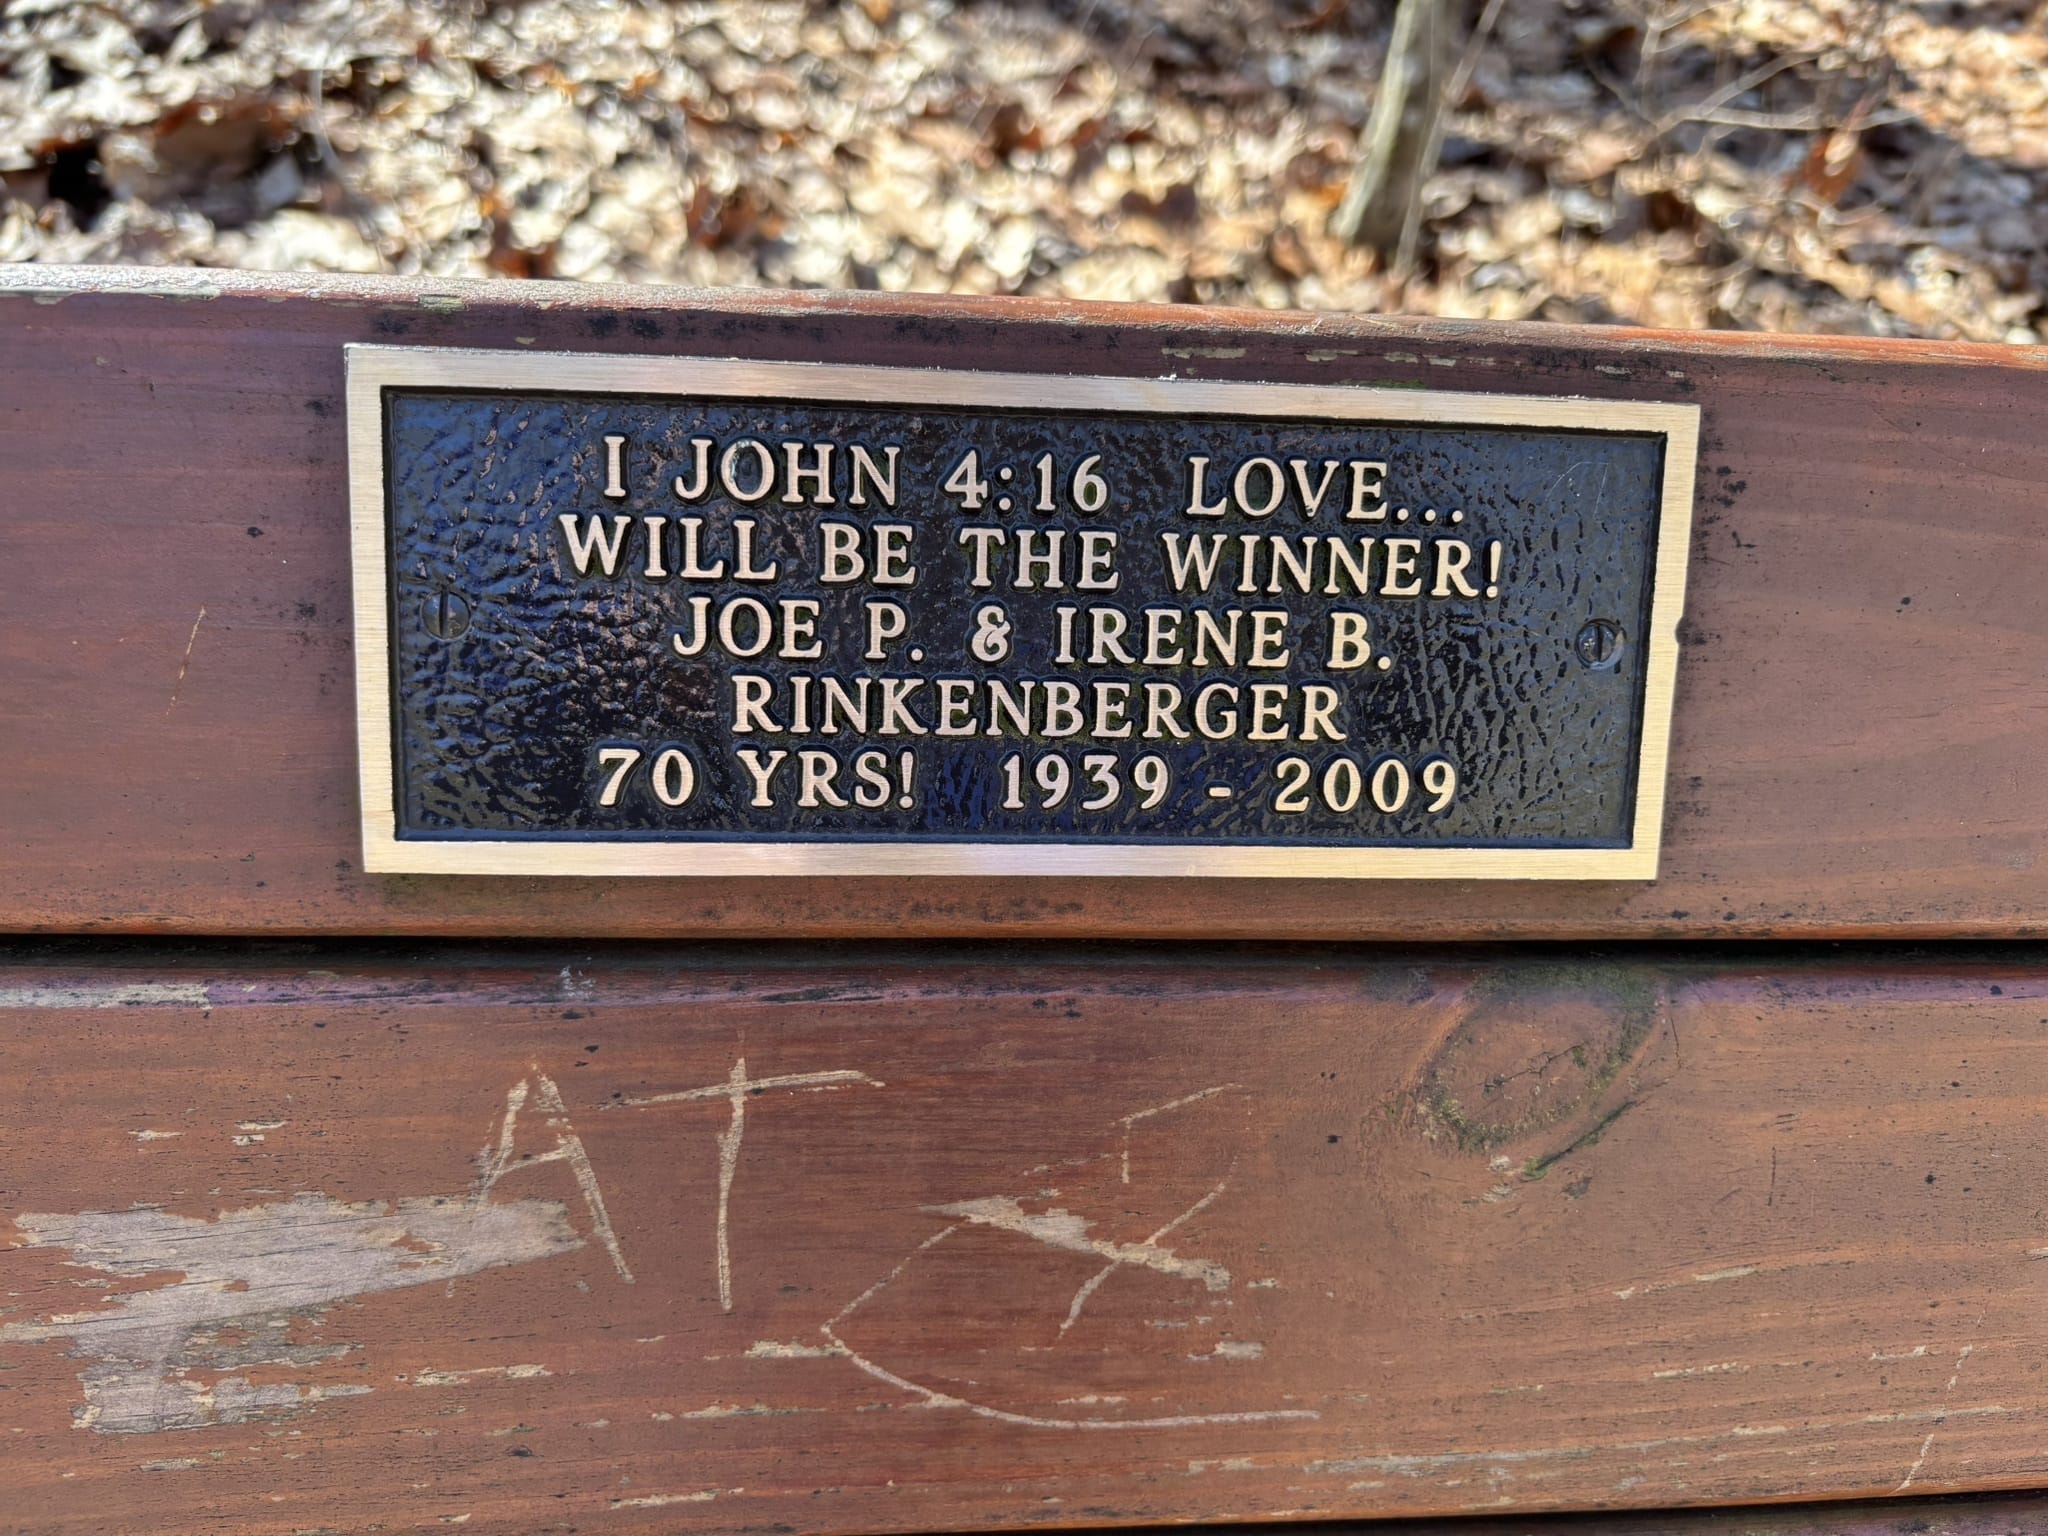 I JOHN 4:16 LOVE...
WILL BE THE WINNER!
JOE P. & IRENE B.
RINKENBERGER
70 YRS! 1939 - 2009
AT